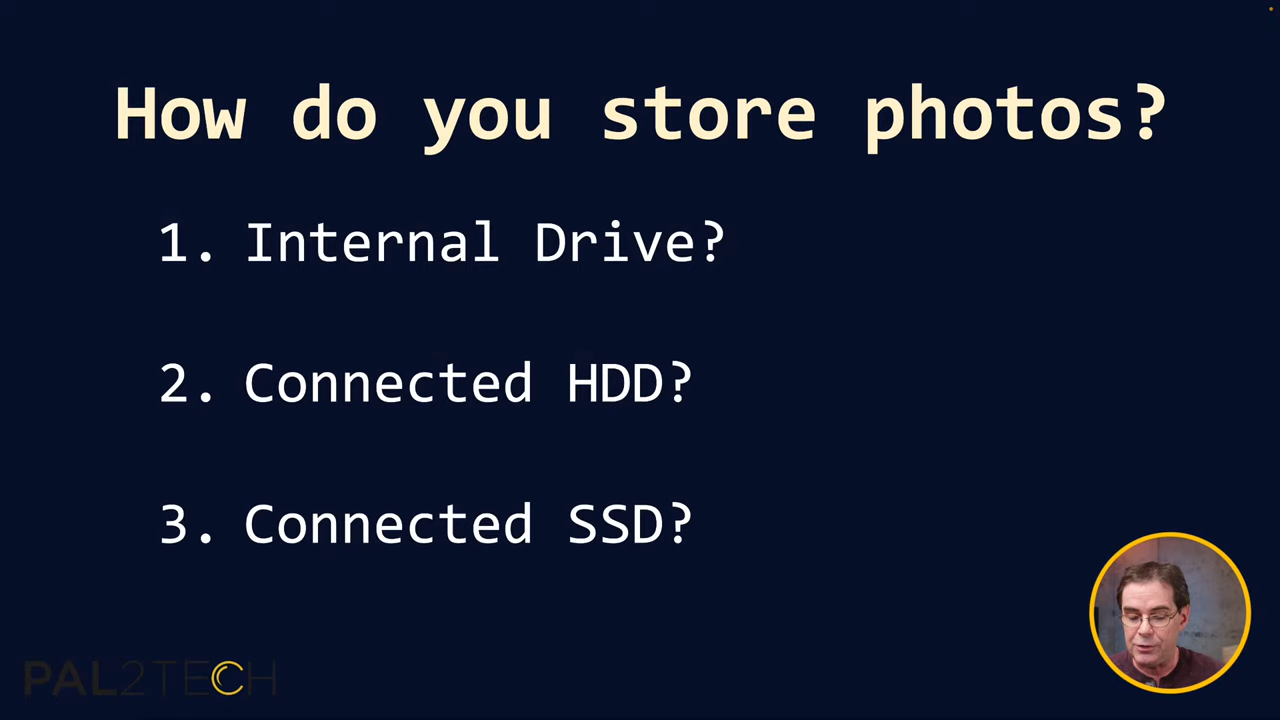 How do you store photos?
1. Internal Drive?
2. Connected HDD?
3. Connected SSD?
PAL2TECH